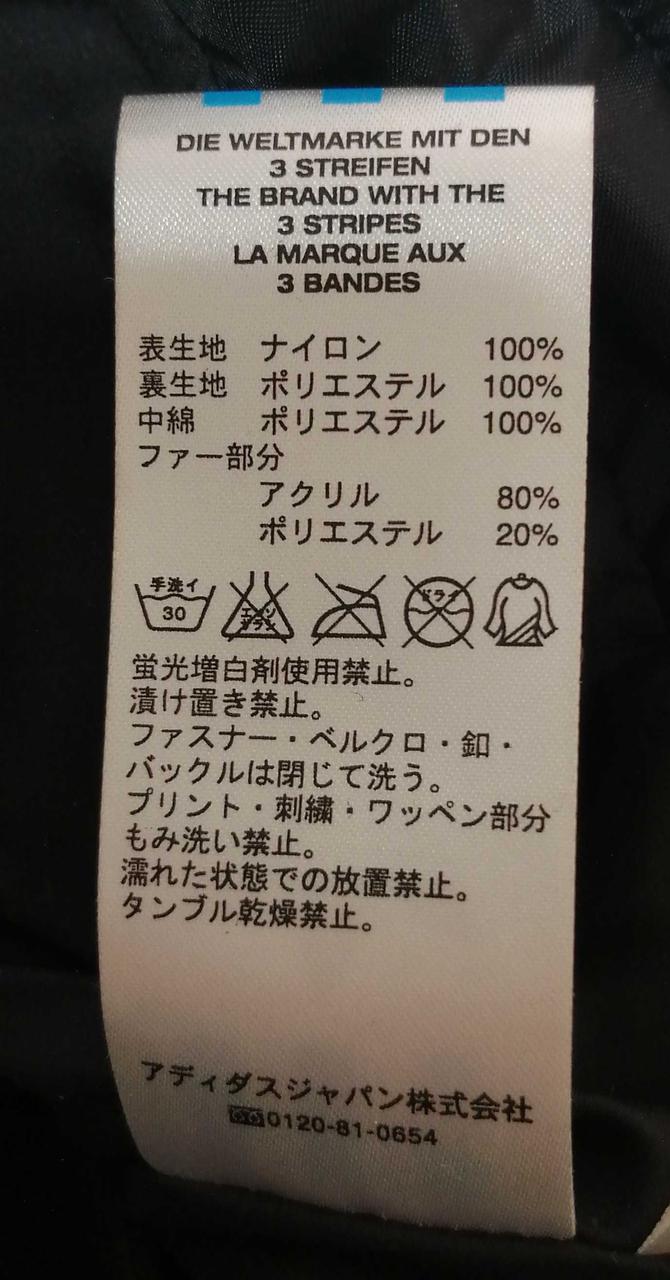 DIE WELTMARKE MIT DEN
3 STREIFEN
THE BRAND WITH THE
3 STRIPES
LA MARQUE AUX
3 BANDES
表生地 ナイロン 100%
裏生地 ポリエステル 100%
中綿 ポリエステル 100%
ファー部分
アクリル 80%
ポリエステル 20%
手洗イ
30
エンソ
サラシ
ドライ
蛍光増白剤使用禁止。
漬け置き禁止。
ファスナー・ベルクロ・釦・
バックルは閉じて洗う。
プリント・刺繍・ワッペン部分
もみ洗い禁止。
濡れた状態での放置禁止。
タンブル乾燥禁止。
アディダスジャパン株式会社
0120-81-0654